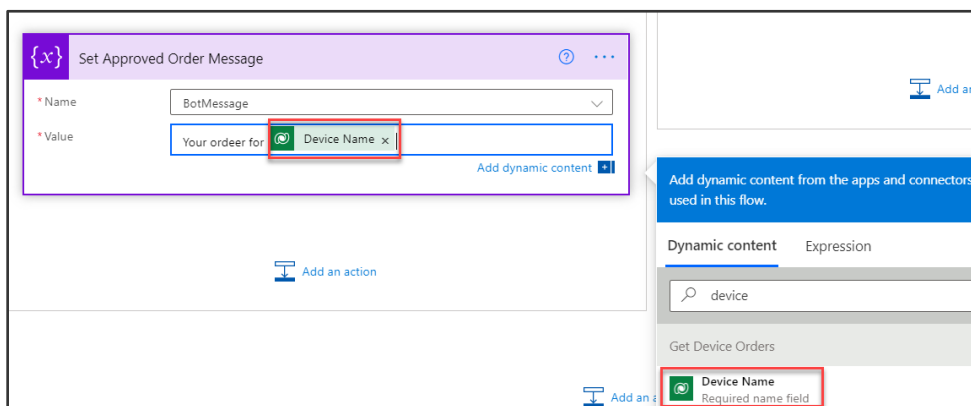 {x} Set Approved Order Message
* Name
BotMessage
* Value
Your ordeer for Device Name x
Add dynamic content
Add an action
Add dynamic content from the apps and connectors
used in this flow.
Dynamic content Expression
device
Get Device Orders
Device Name
Required name field
Add an